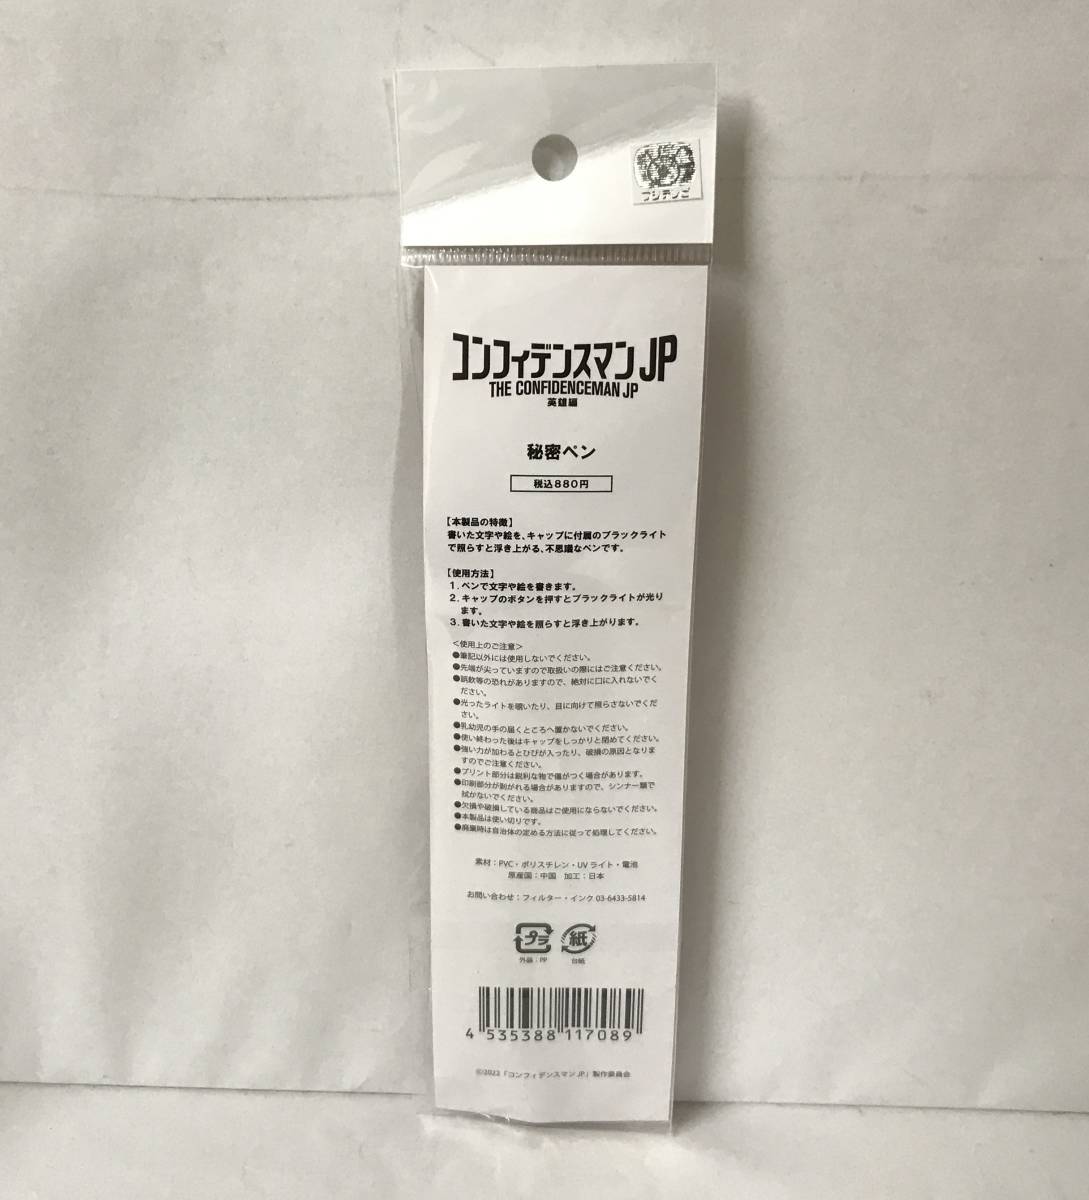 フジテレビ
コンフィデンスマン JP
THE CONFIDENCEMAN JP
英雄編
秘密ペン
税込880円
【本製品の特徴】
書いた文字や絵を、キャップに付属のブラックライト
で照らすと浮き上がる、不思議なペンです。
【使用方法】
1．ペンで文字や絵を書きます。
2．キャップのボタンを押すとブラックライトが光り
ます。
3．書いた文字や絵を照らすと浮き上がります。
＜使用上のご注意＞
●筆記以外には使用しないでください。
●先端が尖っていますので取扱いの際にはご注意ください。
●誤飲等の恐れがありますので、絶対に口に入れないでく
ださい。
●光ったライトを覗いたり、目に向けて照らさないでくだ
さい。
●乳幼児の手の届くところへ置かないでください。
●使い終わった後はキャップをしっかりと閉めてください。
●強い力が加わるとひびが入ったり、破損の原因となりま
すのでご注意ください。
●プリント部分は鋭利な物で傷がつく場合があります。
●印刷部分が剥がれる場合がありますので、シンナー類で
拭かないでください。
●欠損や破損している商品はご使用にならないでください。
●本製品は使い切りです。
●廃棄時は自治体の定める方法に従って処理してください。
素材：PVC・ポリスチレン・UVライト・電池
原産国：中国　加工：日本
お問い合わせ：フィルター・インク 03-6433-5814
プラ 紙
外装：PP 台紙
4 535388 117089
©2022「コンフィデンスマン JP」製作委員会